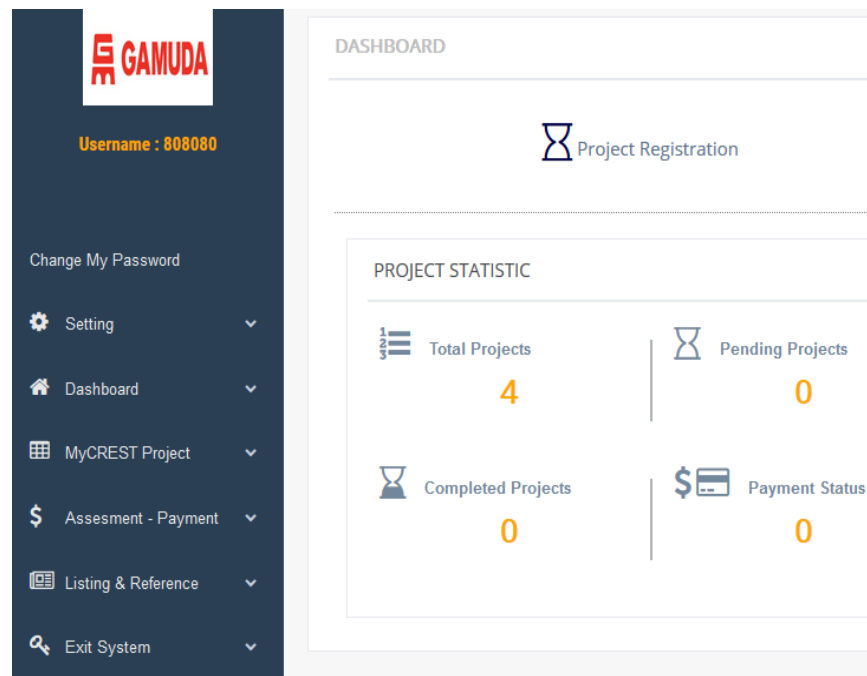 GAMUDA
Username : 808080
Change My Password
Setting
Dashboard
MyCREST Project
Assesment - Payment
Listing & Reference
Exit System
DASHBOARD
Project Registration
PROJECT STATISTIC
Total Projects
4
Pending Projects
0
Completed Projects
0
Payment Status
0